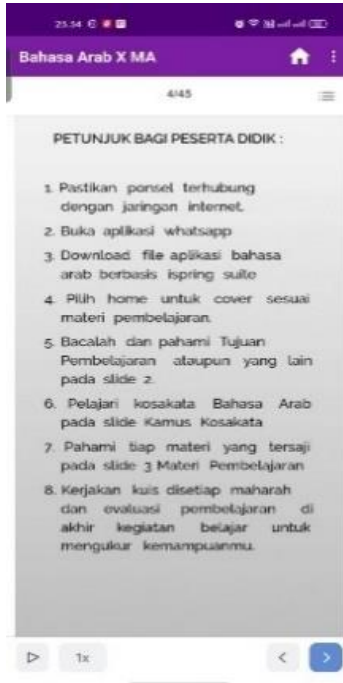 23.54
Bahasa Arab X MA
4/45
PETUNJUK BAGI PESERTA DIDIK :
1. Pastikan ponsel terhubung
dengan jaringan internet.
2. Buka aplikasi whatsapp
3. Download file aplikasi bahasa
arab berbasis ispring suite
4. Pilih home untuk cover sesuai
materi pembelajaran.
5. Bacalah dan pahami Tujuan
Pembelajaran ataupun yang lain
pada slide 2.
6. Pelajari kosakata Bahasa Arab
pada slide Kamus Kosakata
7. Pahami tiap materi yang tersaji
pada slide 3 Materi Pembelajaran
8. Kerjakan kuis disetiap maharah
dan evaluasi pembelajaran di
akhir kegiatan belajar untuk
mengukur kemampuanmu.
1x